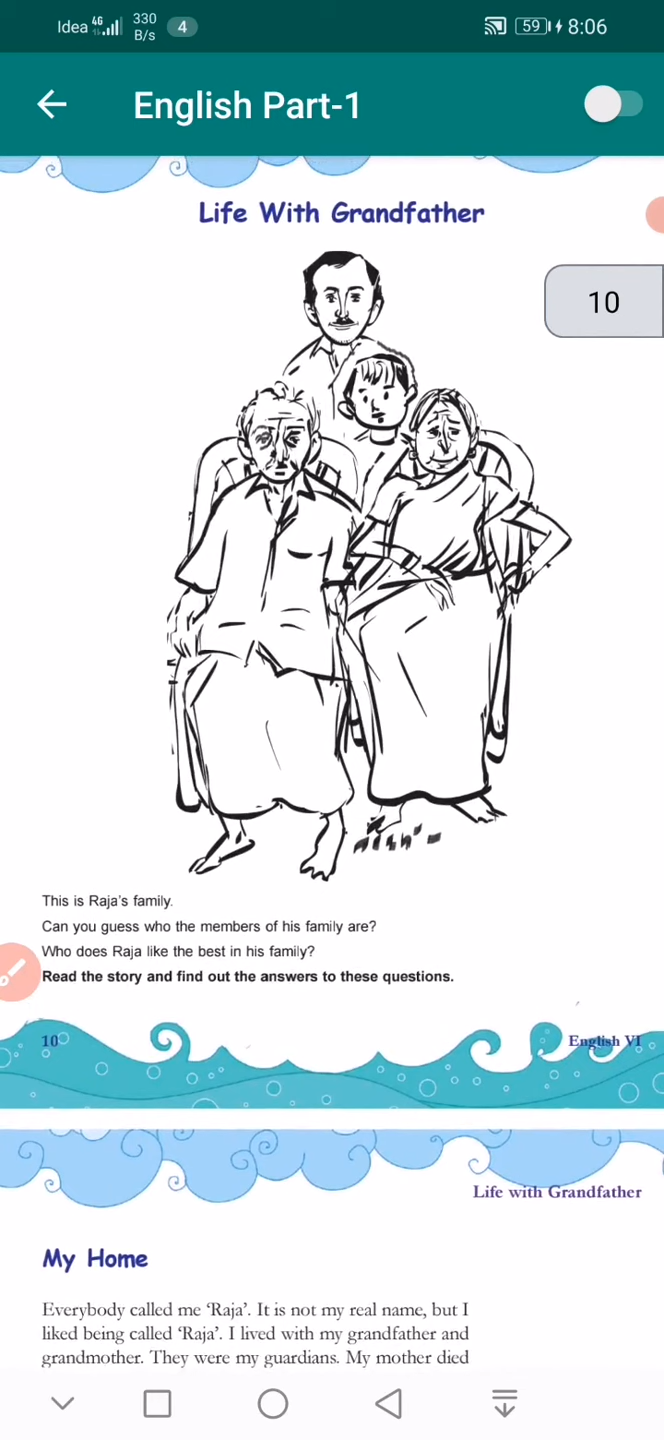 Idea 4G 330 B/s 4 59 8:06
English Part-1
Life With Grandfather
10
This is Raja's family.
Can you guess who the members of his family are?
Who does Raja like the best in his family?
Read the story and find out the answers to these questions.
10 English VI
Life with Grandfather
My Home
Everybody called me ‘Raja’. It is not my real name, but I
liked being called ‘Raja’. I lived with my grandfather and
grandmother. They were my guardians. My mother died